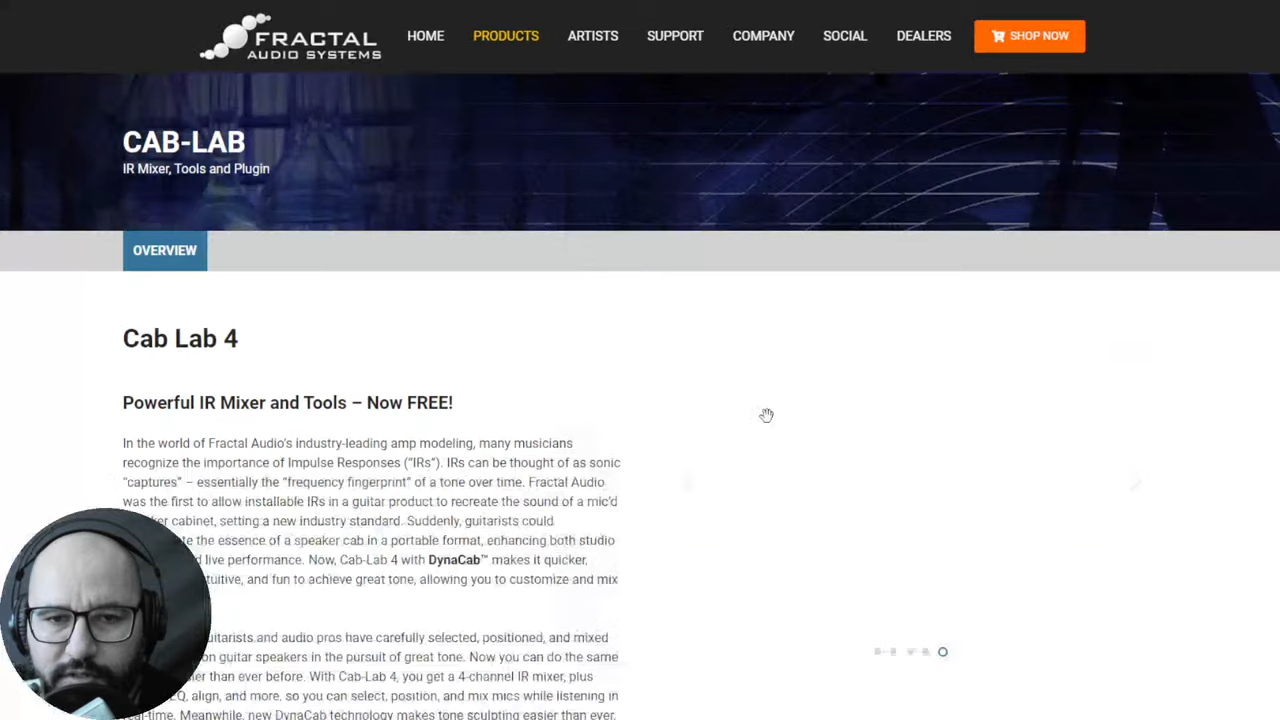 FRACTAL
AUDIO SYSTEMS
HOME
PRODUCTS
ARTISTS
SUPPORT
COMPANY
SOCIAL
DEALERS
SHOP NOW
CAB-LAB
IR Mixer, Tools and Plugin
OVERVIEW
Cab Lab 4
Powerful IR Mixer and Tools – Now FREE!
In the world of Fractal Audio's industry-leading amp modeling, many musicians
recognize the importance of Impulse Responses ("IRs"). IRs can be thought of as sonic
"captures" – essentially the "frequency fingerprint" of a tone over time. Fractal Audio
was the first to allow installable IRs in a guitar product to recreate the sound of a mic'd
cabinet, setting a new industry standard. Suddenly, guitarists could
the essence of a speaker cab in a portable format, enhancing both studio
live performance. Now, Cab-Lab 4 with DynaCab™ makes it quicker,
and fun to achieve great tone, allowing you to customize and mix
and audio pros have carefully selected, positioned, and mixed
guitar speakers in the pursuit of great tone. Now you can do the same
than ever before. With Cab-Lab 4, you get a 4-channel IR mixer, plus
EQ, align, and more, so you can select, position, and mix mics while listening in
Meanwhile, new DynaCab technology makes tone sculpting easier than ever,